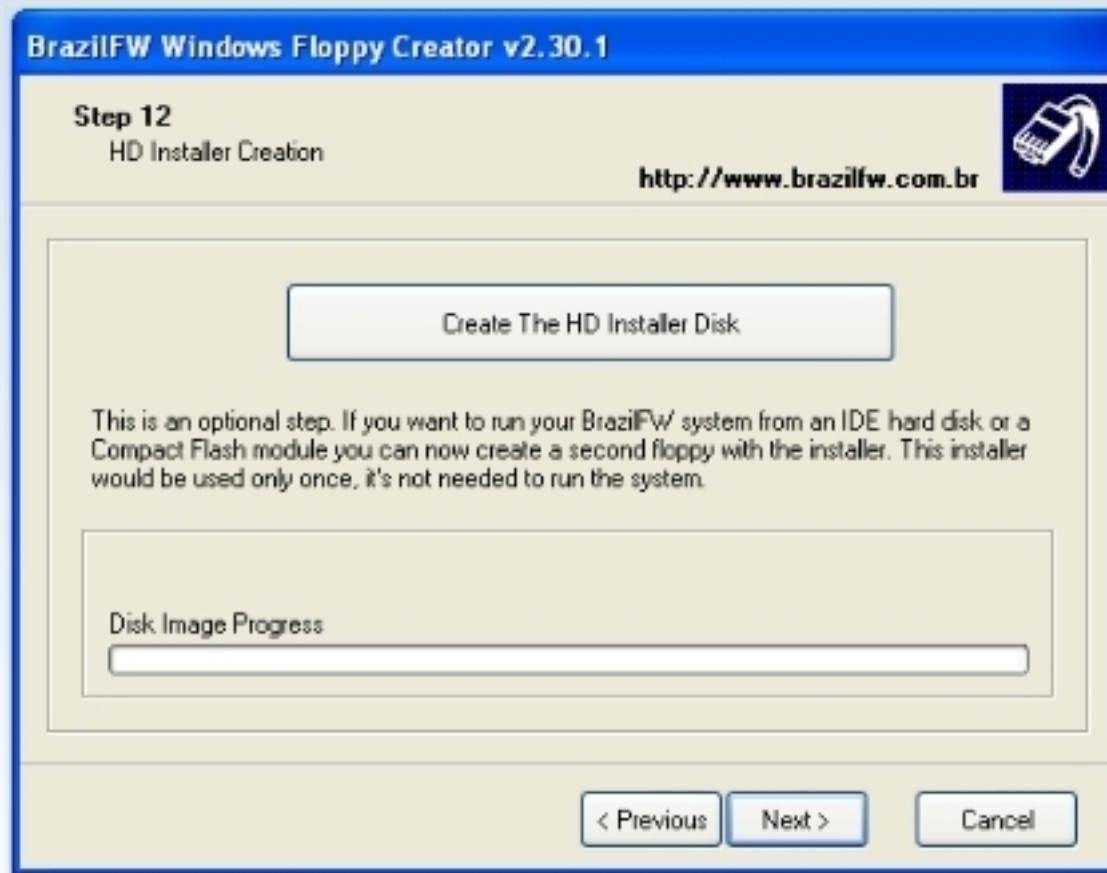 BrazilFW Windows Floppy Creator v2.30.1
Step 12
HD Installer Creation
http://www.brazilfw.com.br
Create The HD Installer Disk
This is an optional step. If you want to run your BrazilFW system from an IDE hard disk or a
Compact Flash module you can now create a second floppy with the installer. This installer
would be used only once, it's not needed to run the system.
Disk Image Progress
< Previous
Next >
Cancel